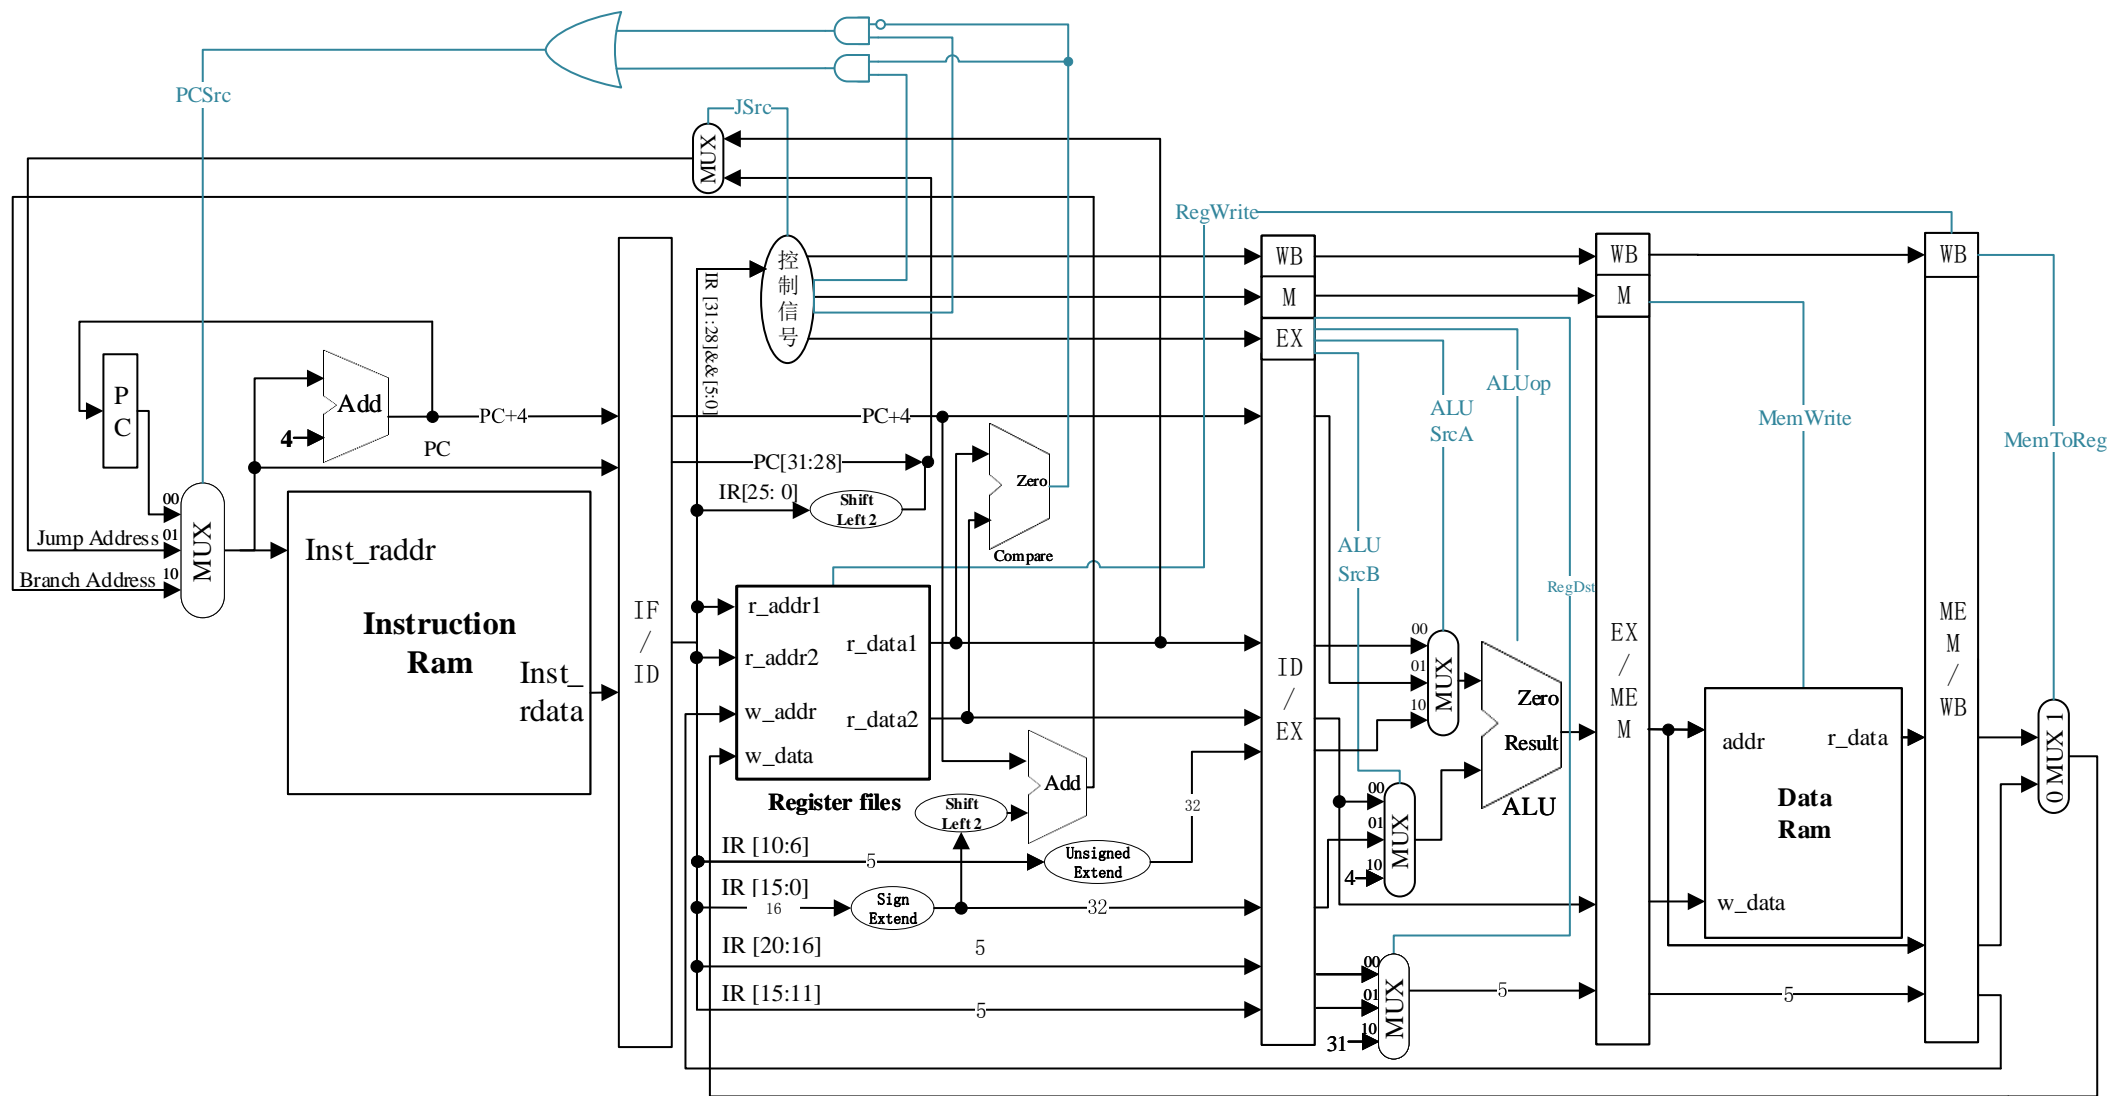 PCSrc
JSrc
MUX
RegWrite
控
制
信
号
IR [31:28]&&[5:0]
WB
M
EX
WB
M
WB
P
C
Add
4
PC+4
PC
PC+4
PC[31:28]
IR[25: 0]
Shift
Left 2
Zero
Compare
ALU
SrcA
ALUop
MemWrite
MemToReg
ALU
SrcB
RegDst
00
Jump Address 01
Branch Address 10
MUX
Inst_raddr
Instruction
Ram
Inst_
rdata
IF
/
ID
r_addr1
r_addr2
w_addr
w_data
r_data1
r_data2
Register files
Shift
Left 2
Add
32
IR [10:6]
5
Unsigned
Extend
IR [15:0]
16
Sign
Extend
32
IR [20:16]
5
IR [15:11]
5
ID
/
EX
00
01
10
MUX
00
01
4
10
MUX
Zero
Result
ALU
00
01
10
31
MUX
5
EX
/
ME
M
addr
r_data
Data
Ram
w_data
5
ME
M
/
WB
0 MUX 1